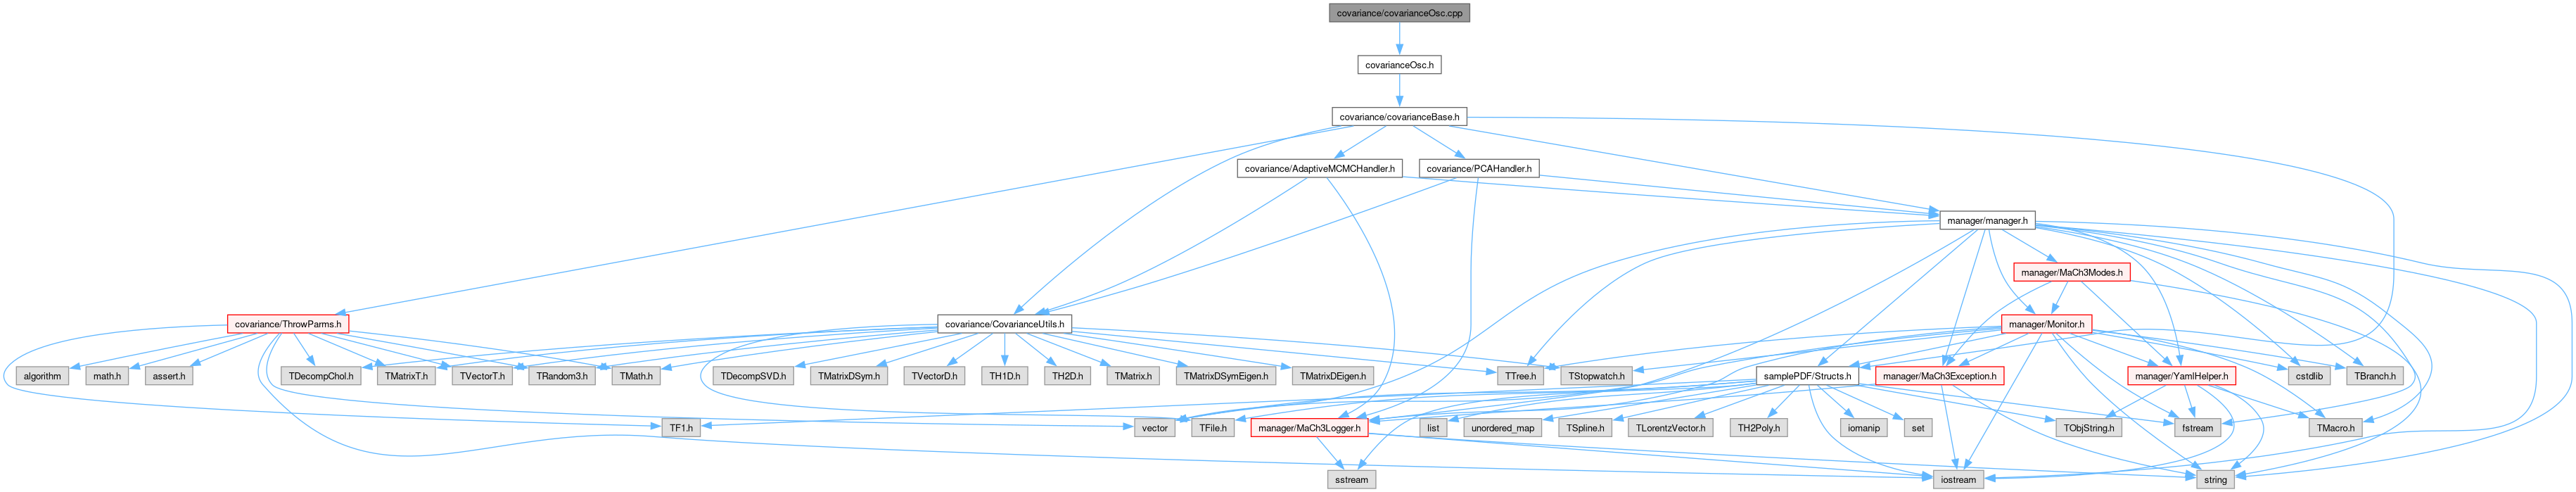 covariance/covarianceOsc.cpp
covarianceOsc.h
covariance/covarianceBase.h
covariance/AdaptiveMCMCHandler.h
covariance/PCAHandler.h
manager/manager.h
manager/MaCh3Modes.h
covariance/ThrowParms.h
covariance/CovarianceUtils.h
manager/Monitor.h
algorithm
math.h
assert.h
TDecompChol.h
TMatrixT.h
TVectorT.h
TRandom3.h
TMath.h
TDecompSVD.h
TMatrixDSym.h
TVectorD.h
TH1D.h
TH2D.h
TMatrix.h
TMatrixDSymEigen.h
TMatrixDEigen.h
TTree.h
TStopwatch.h
samplePDF/Structs.h
manager/MaCh3Exception.h
manager/YamlHelper.h
cstdlib
TBranch.h
TF1.h
vector
TFile.h
manager/MaCh3Logger.h
list
unordered_map
TSpline.h
TLorentzVector.h
TH2Poly.h
iomanip
set
TObjString.h
fstream
TMacro.h
sstream
iostream
string